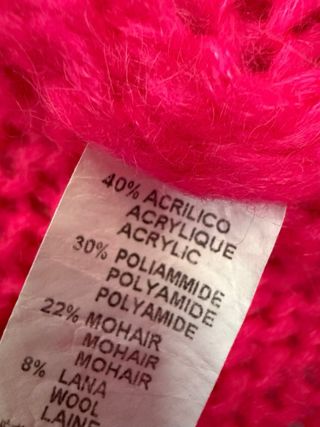 40% ACRILICO
ACRYLIQUE
ACRYLIC
30% POLIAMMIDE
POLYAMIDE
POLYAMIDE
22% MOHAIR
MOHAIR
MOHAIR
8% LANA
WOOL
LAINE